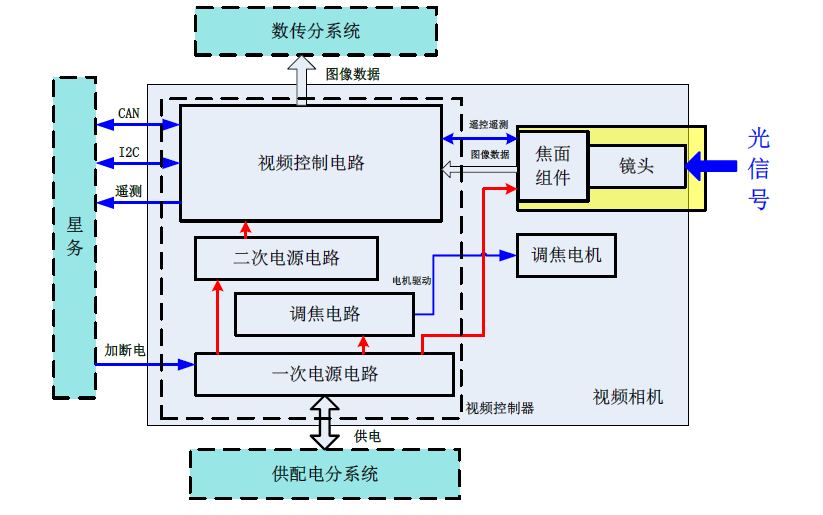 数传分系统
图像数据
CAN
I2C
遥测
星
务
视频控制电路
遥控遥测
图像数据
焦面
组件
镜头
光
信
号
二次电源电路
调焦电机
电机驱动
调焦电路
加断电
一次电源电路
视频控制器
视频相机
供电
供配电分系统